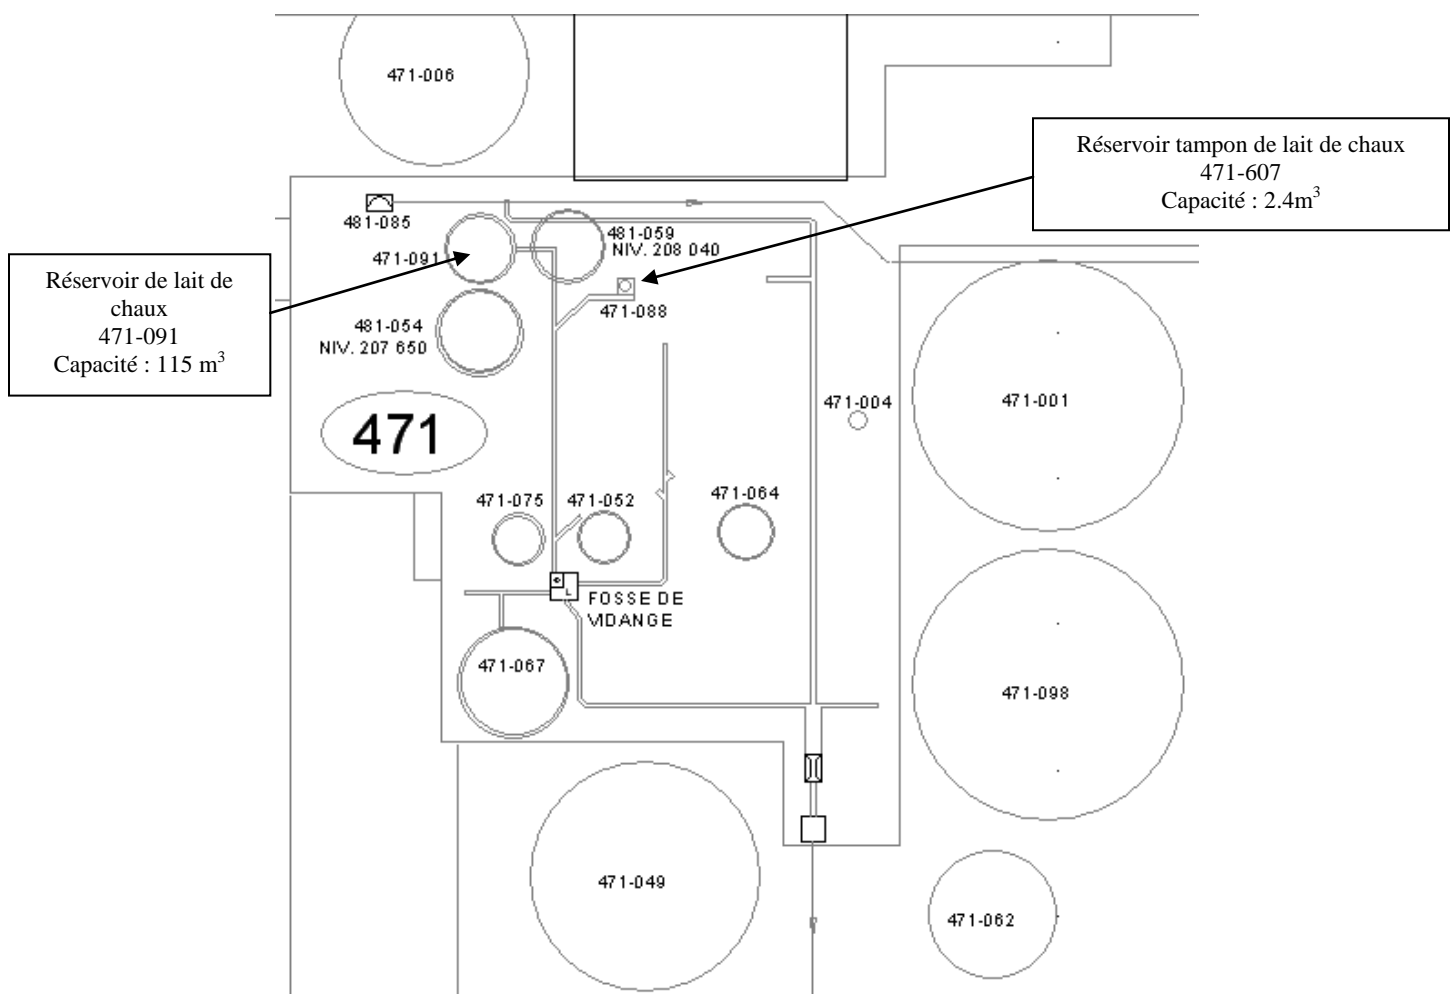 471-006
Réservoir tampon de lait de chaux
471-607
Capacité : 2.4m³
481-085
471-091
481-059
NIV. 208 040
Réservoir de lait de
chaux
471-091
Capacité : 115 m³
471-088
481-054
NIV. 207 650
471
471-004
471-001
471-075
471-052
471-064
L
FOSSE DE
VIDANGE
471-067
471-098
471-049
471-062